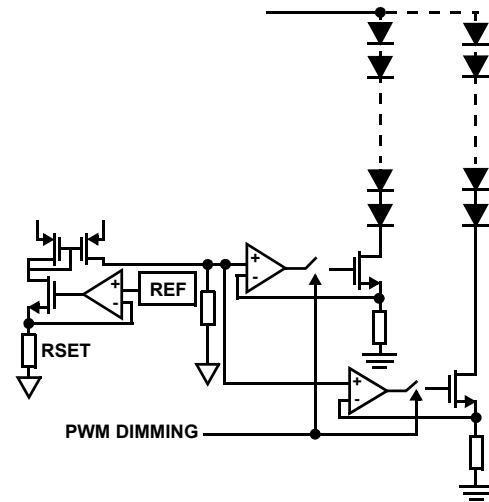 +
-
+
-
REF
RSET
+
-
PWM DIMMING